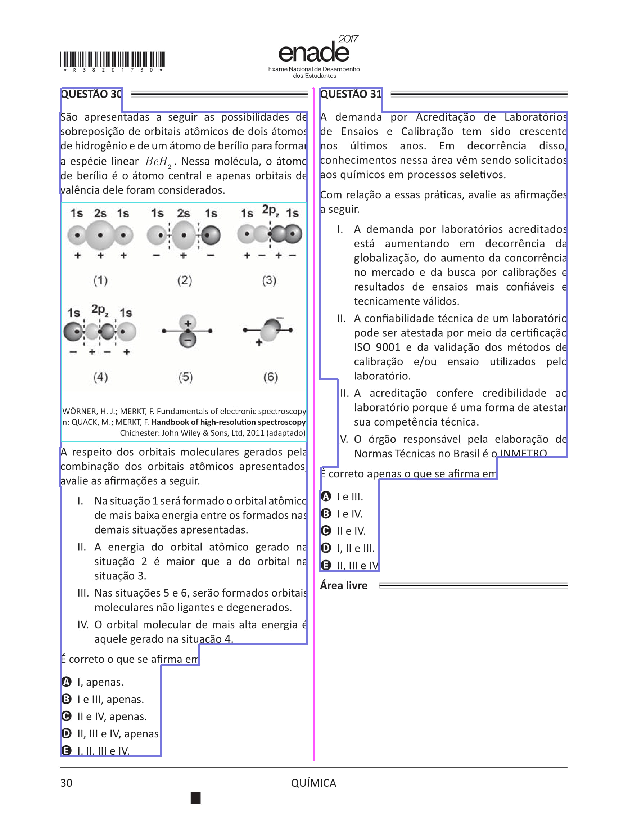 *R3820173D*
enade 2017
Exame Nacional de Desempenho
dos Estudantes
QUESTÃO 30
São apresentadas a seguir as possibilidades de
sobreposição de orbitais atômicos de dois átomos
de hidrogênio e de um átomo de berílio para formar
a espécie linear BeH2. Nessa molécula, o átomo
de berílio é o átomo central e apenas orbitais de
valência dele foram considerados.
1s 2s 1s 1s 2s 1s 1s 2pz 1s
+ + + − + − + − + −
(1) (2) (3)
1s 2pz 1s + −
− + − + − +
(4) (5) (6)
WÖRNER, H. J.; MERKT, F. Fundamentals of electronic spectroscopy
n: QUACK, M.; MERKT, F. Handbook of high-resolution spectroscopy
Chichester: John Wiley & Sons, Ltd, 2011 (adaptado)
A respeito dos orbitais moleculares gerados pela
combinação dos orbitais atômicos apresentados,
avalie as afirmações a seguir.
I. Na situação 1 será formado o orbital atômico
de mais baixa energia entre os formados nas
demais situações apresentadas.
II. A energia do orbital atômico gerado na
situação 2 é maior que a do orbital na
situação 3.
III. Nas situações 5 e 6, serão formados orbitais
moleculares não ligantes e degenerados.
IV. O orbital molecular de mais alta energia é
aquele gerado na situação 4.
É correto o que se afirma em
A I, apenas.
B I e III, apenas.
C II e IV, apenas.
D II, III e IV, apenas
E I, II, III e IV.
QUESTÃO 31
A demanda por Acreditação de Laboratórios
de Ensaios e Calibração tem sido crescente
nos últimos anos. Em decorrência disso,
conhecimentos nessa área vêm sendo solicitados
aos químicos em processos seletivos.
Com relação a essas práticas, avalie as afirmações
a seguir.
I. A demanda por laboratórios acreditados
está aumentando em decorrência da
globalização, do aumento da concorrência
no mercado e da busca por calibrações e
resultados de ensaios mais confiáveis e
tecnicamente válidos.
II. A confiabilidade técnica de um laboratório
pode ser atestada por meio da certificação
ISO 9001 e da validação dos métodos de
calibração e/ou ensaio utilizados pelo
laboratório.
II. A acreditação confere credibilidade ao
laboratório porque é uma forma de atestar
sua competência técnica.
V. O órgão responsável pela elaboração de
Normas Técnicas no Brasil é o INMETRO.
É correto apenas o que se afirma em
A I e III.
B I e IV.
C II e IV.
D I, II e III.
E II, III e IV
Área livre
30
QUÍMICA